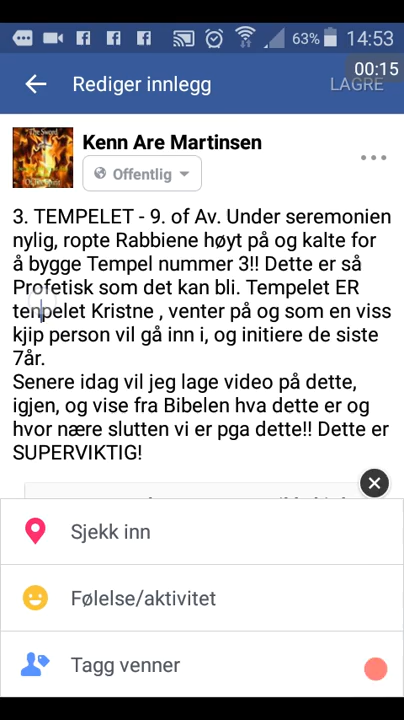 63% 14:53
00:15
Rediger innlegg LAGRE
The Sword
Kenn Are Martinsen
Offentlig
3. TEMPELET - 9. of Av. Under seremonien
nylig, ropte Rabbiene høyt på og kalte for
å bygge Tempel nummer 3!! Dette er så
Profetisk som det kan bli. Tempelet ER
tempelet Kristne , venter på og som en viss
kjip person vil gå inn i, og initiere de siste
7år.
Senere idag vil jeg lage video på dette,
igjen, og vise fra Bibelen hva dette er og
hvor nære slutten vi er pga dette!! Dette er
SUPERVIKTIG!
Sjekk inn
Følelse/aktivitet
Tagg venner